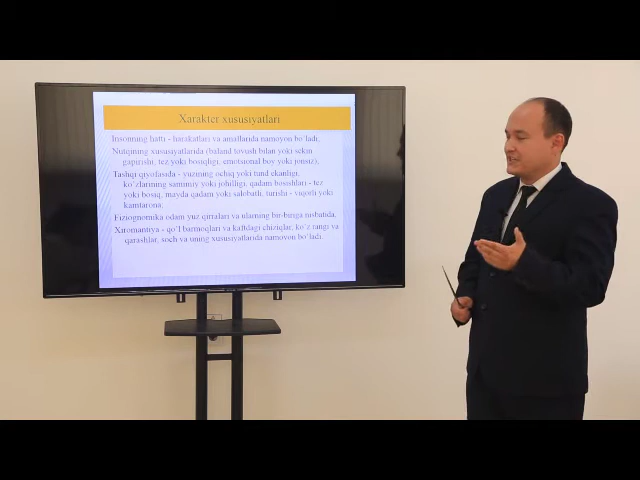 Xarakter xususiyatlari
Insonning hatti - harakatlari va amallarida namoyon bo'ladi,
Nutqining xususiyatlarida (baland tovush bilan yoki sekin
gapirishi, tez yoki bosiqligi, emotsional boy yoki jonsiz),
Tashqi qiyofasida - yuzining ochiq yoki tund ekanligi,
ko'zlarining samimiy yoki johilligi, qadam bosishlari - tez
yoki bosiq, mayda qadam yoki salobatli, turishi - viqorli yoki
kamtarona;
Fiziognomika odam yuz qirralari va ularning bir-biriga nisbatida,
Xiromantiya - qo'l barmoqlari va kaftdagi chiziqlar, ko'z rangi va
qarashlar, soch va uning xususiyatlarida namoyon bo'ladi.